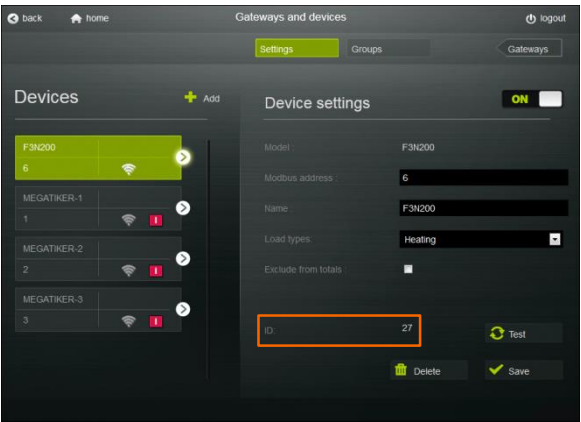 back home Gateways and devices logout
Settings Groups Gateways
Devices Add
F3N200
6
MEGATIKER-1
1 I
MEGATIKER-2
2 I
MEGATIKER-3
3 I
Device settings ON
Model : F3N200
Modbus address : 6
Name : F3N200
Load types: Heating
Exclude from totals :
ID: 27
Test
Delete Save